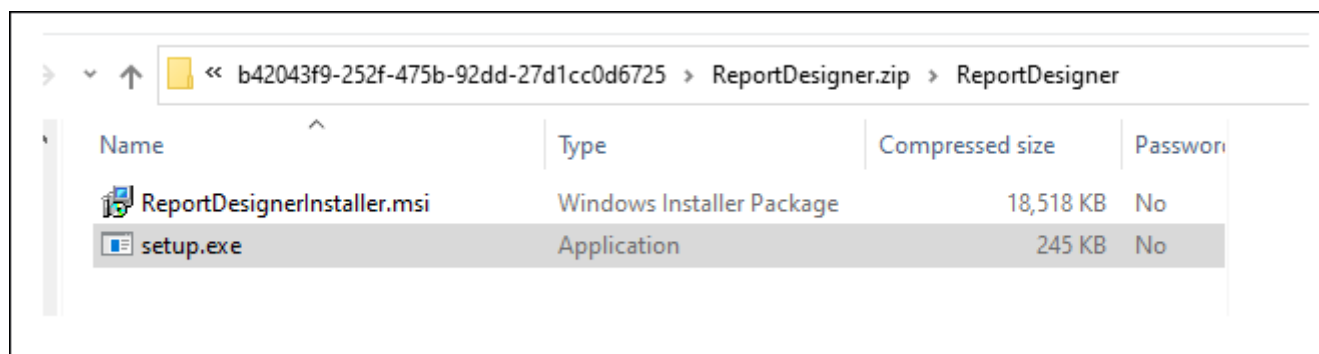 « b42043f9-252f-475b-92dd-27d1cc0d6725 > ReportDesigner.zip > ReportDesigner
Name Type Compressed size Passwor
ReportDesignerInstaller.msi Windows Installer Package 18,518 KB No
setup.exe Application 245 KB No